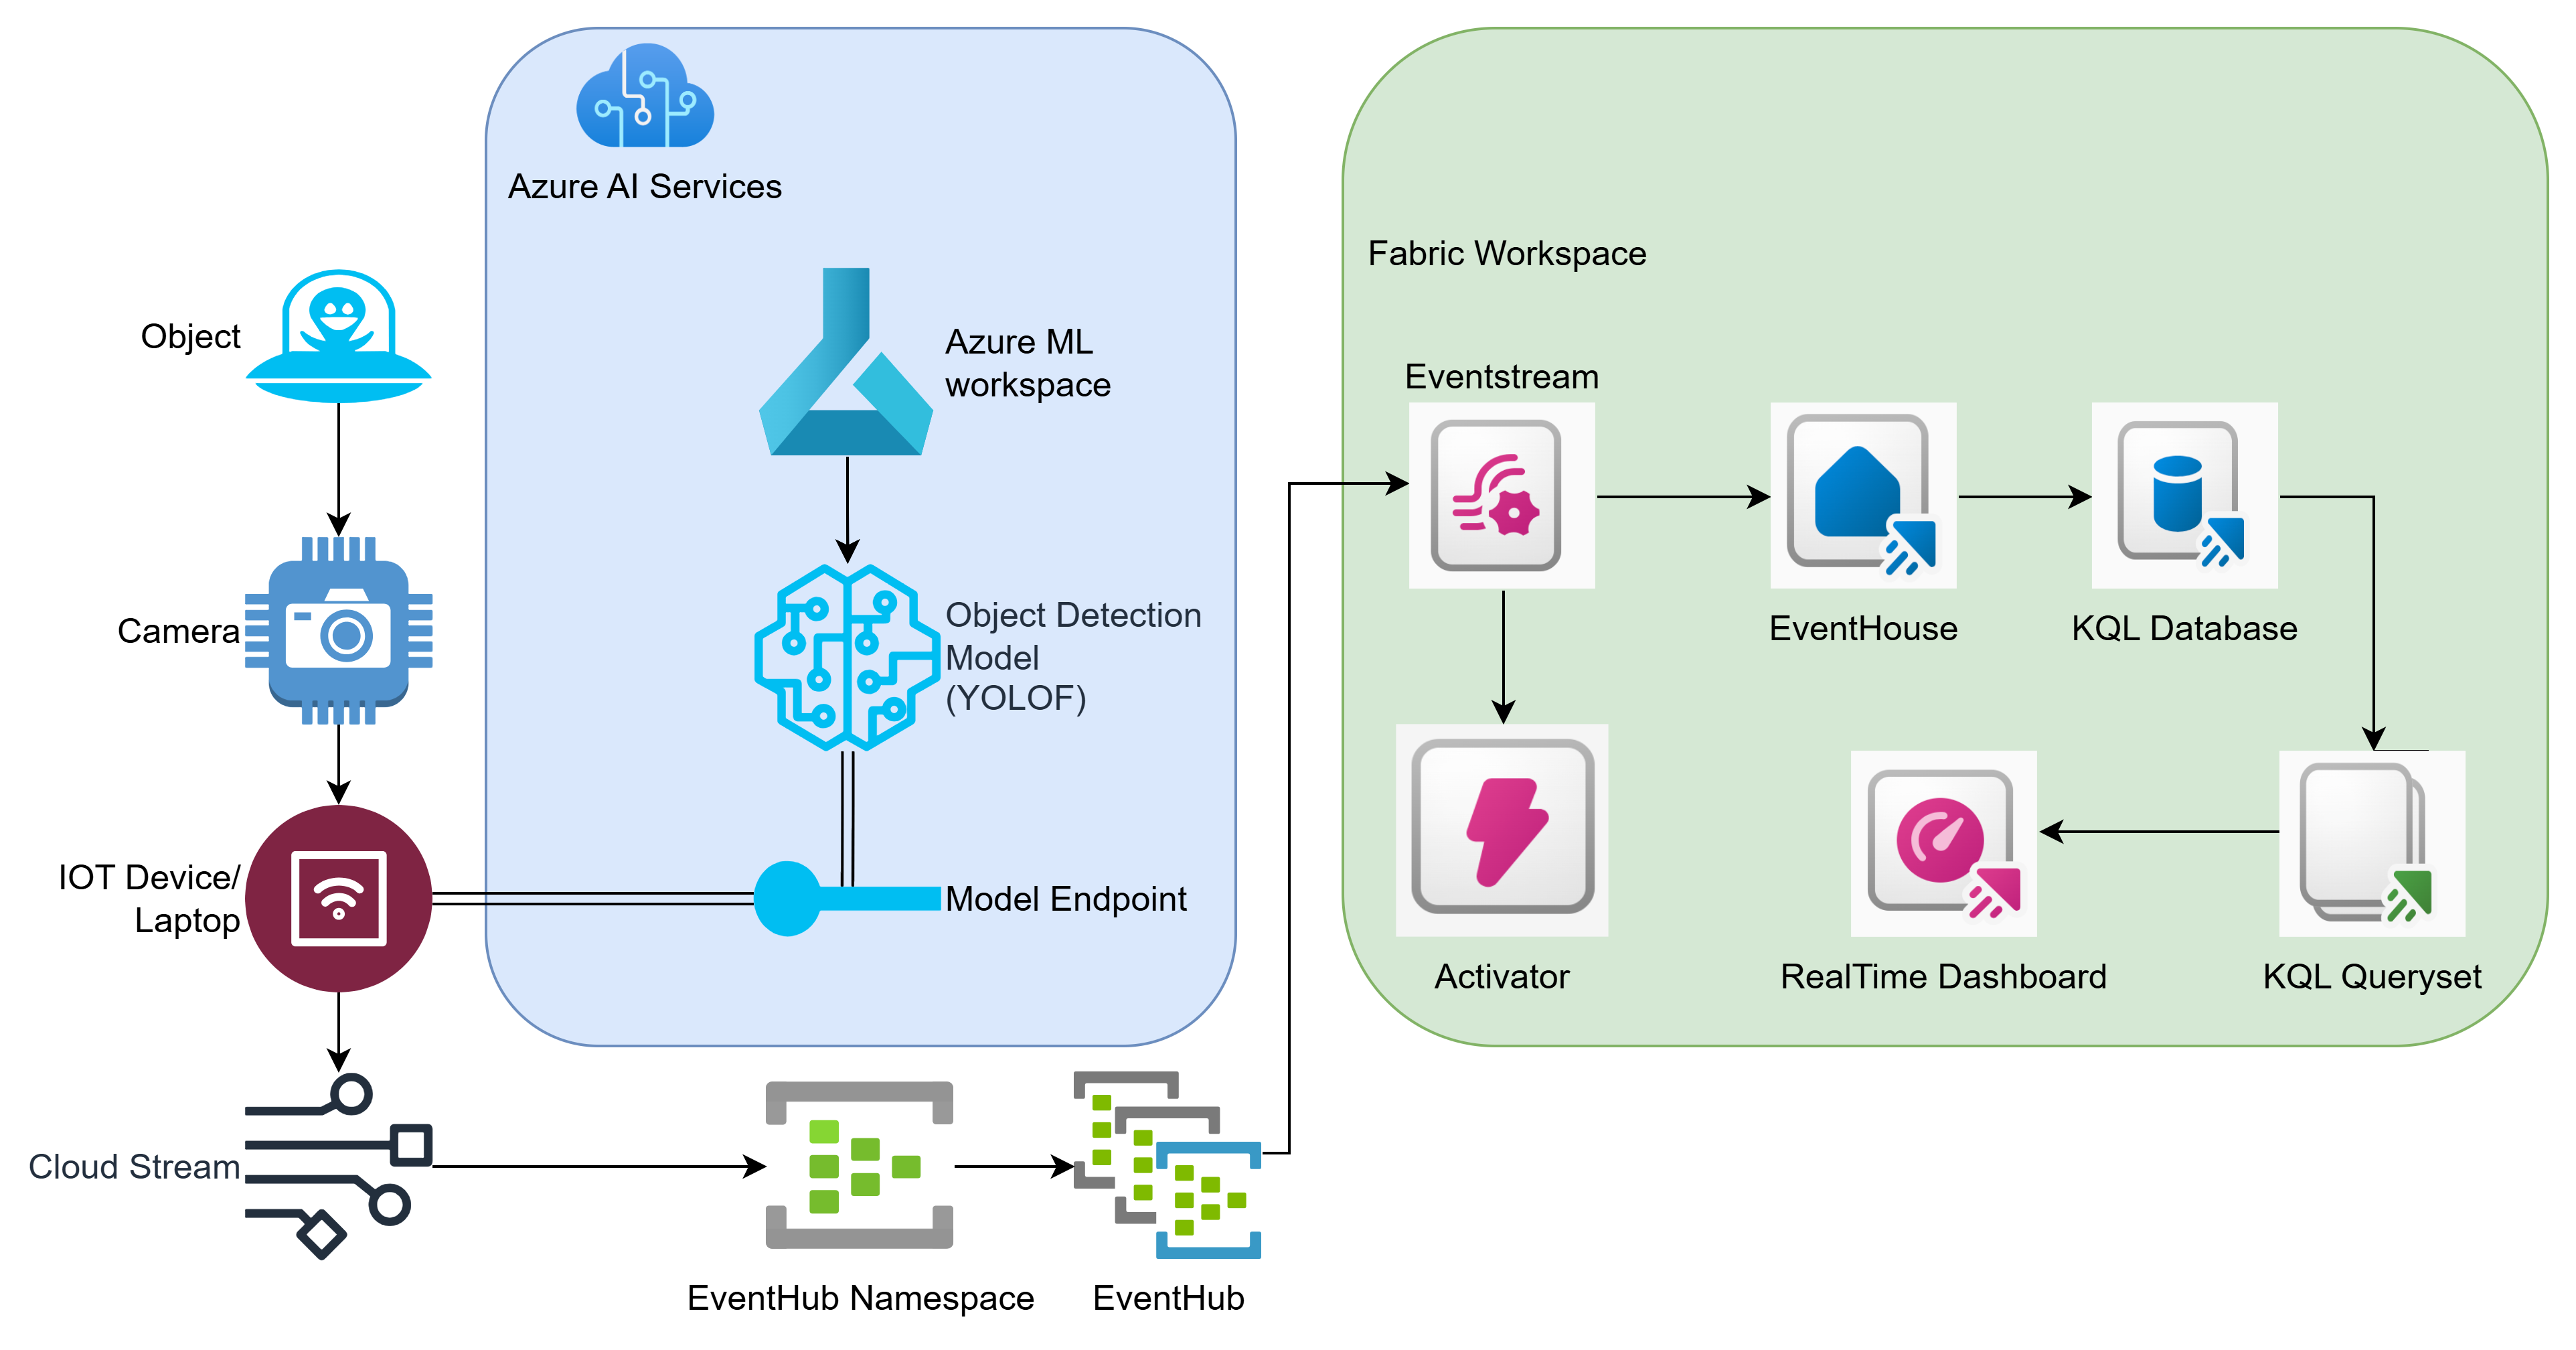 Azure AI Services
Object
Azure ML
workspace
Camera
Object Detection
Model
(YOLOF)
IOT Device/
Laptop
Model Endpoint
Cloud Stream
EventHub Namespace
EventHub
Fabric Workspace
Eventstream
EventHouse
KQL Database
Activator
RealTime Dashboard
KQL Queryset